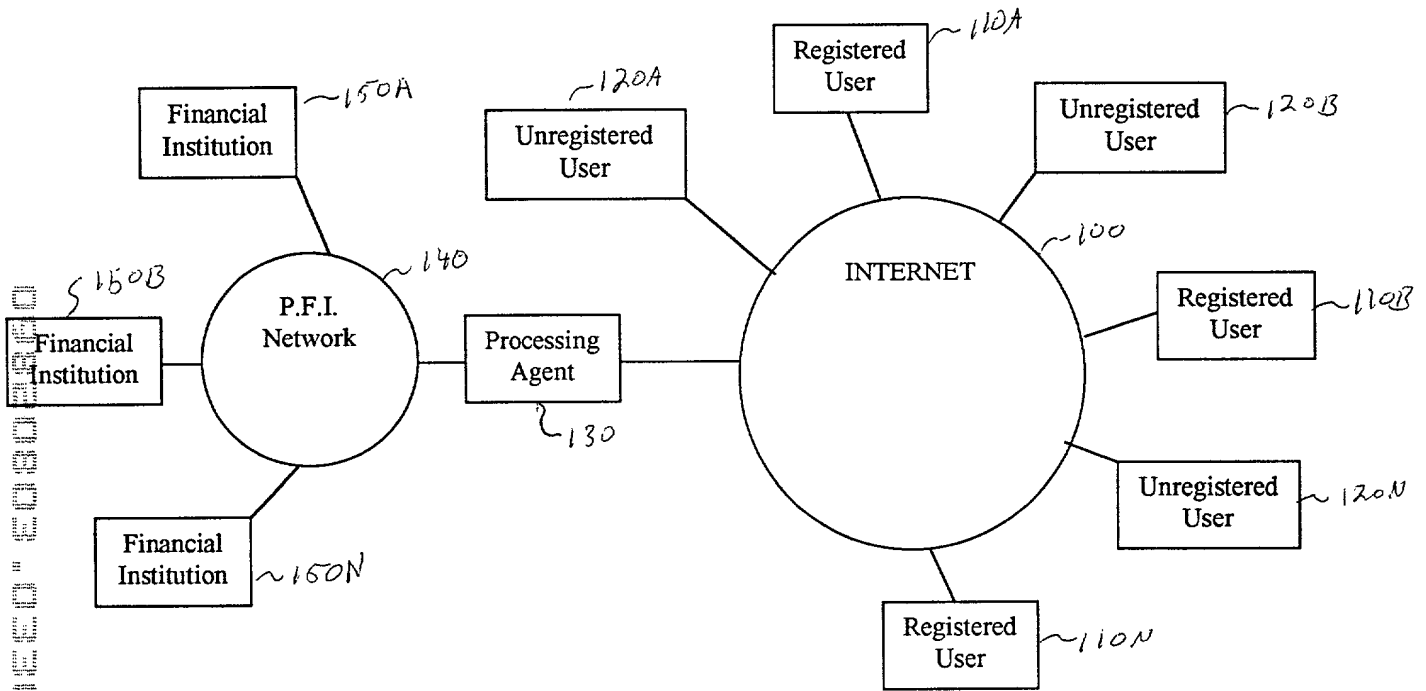 110A
Registered
User
150A
Financial
Institution
120A
Unregistered
User
120B
Unregistered
User
100
INTERNET
140
P.F.I.
Network
150B
Financial
Institution
Processing
Agent
130
Registered
User
110B
Unregistered
User
120N
Financial
Institution
150N
Registered
User
110N